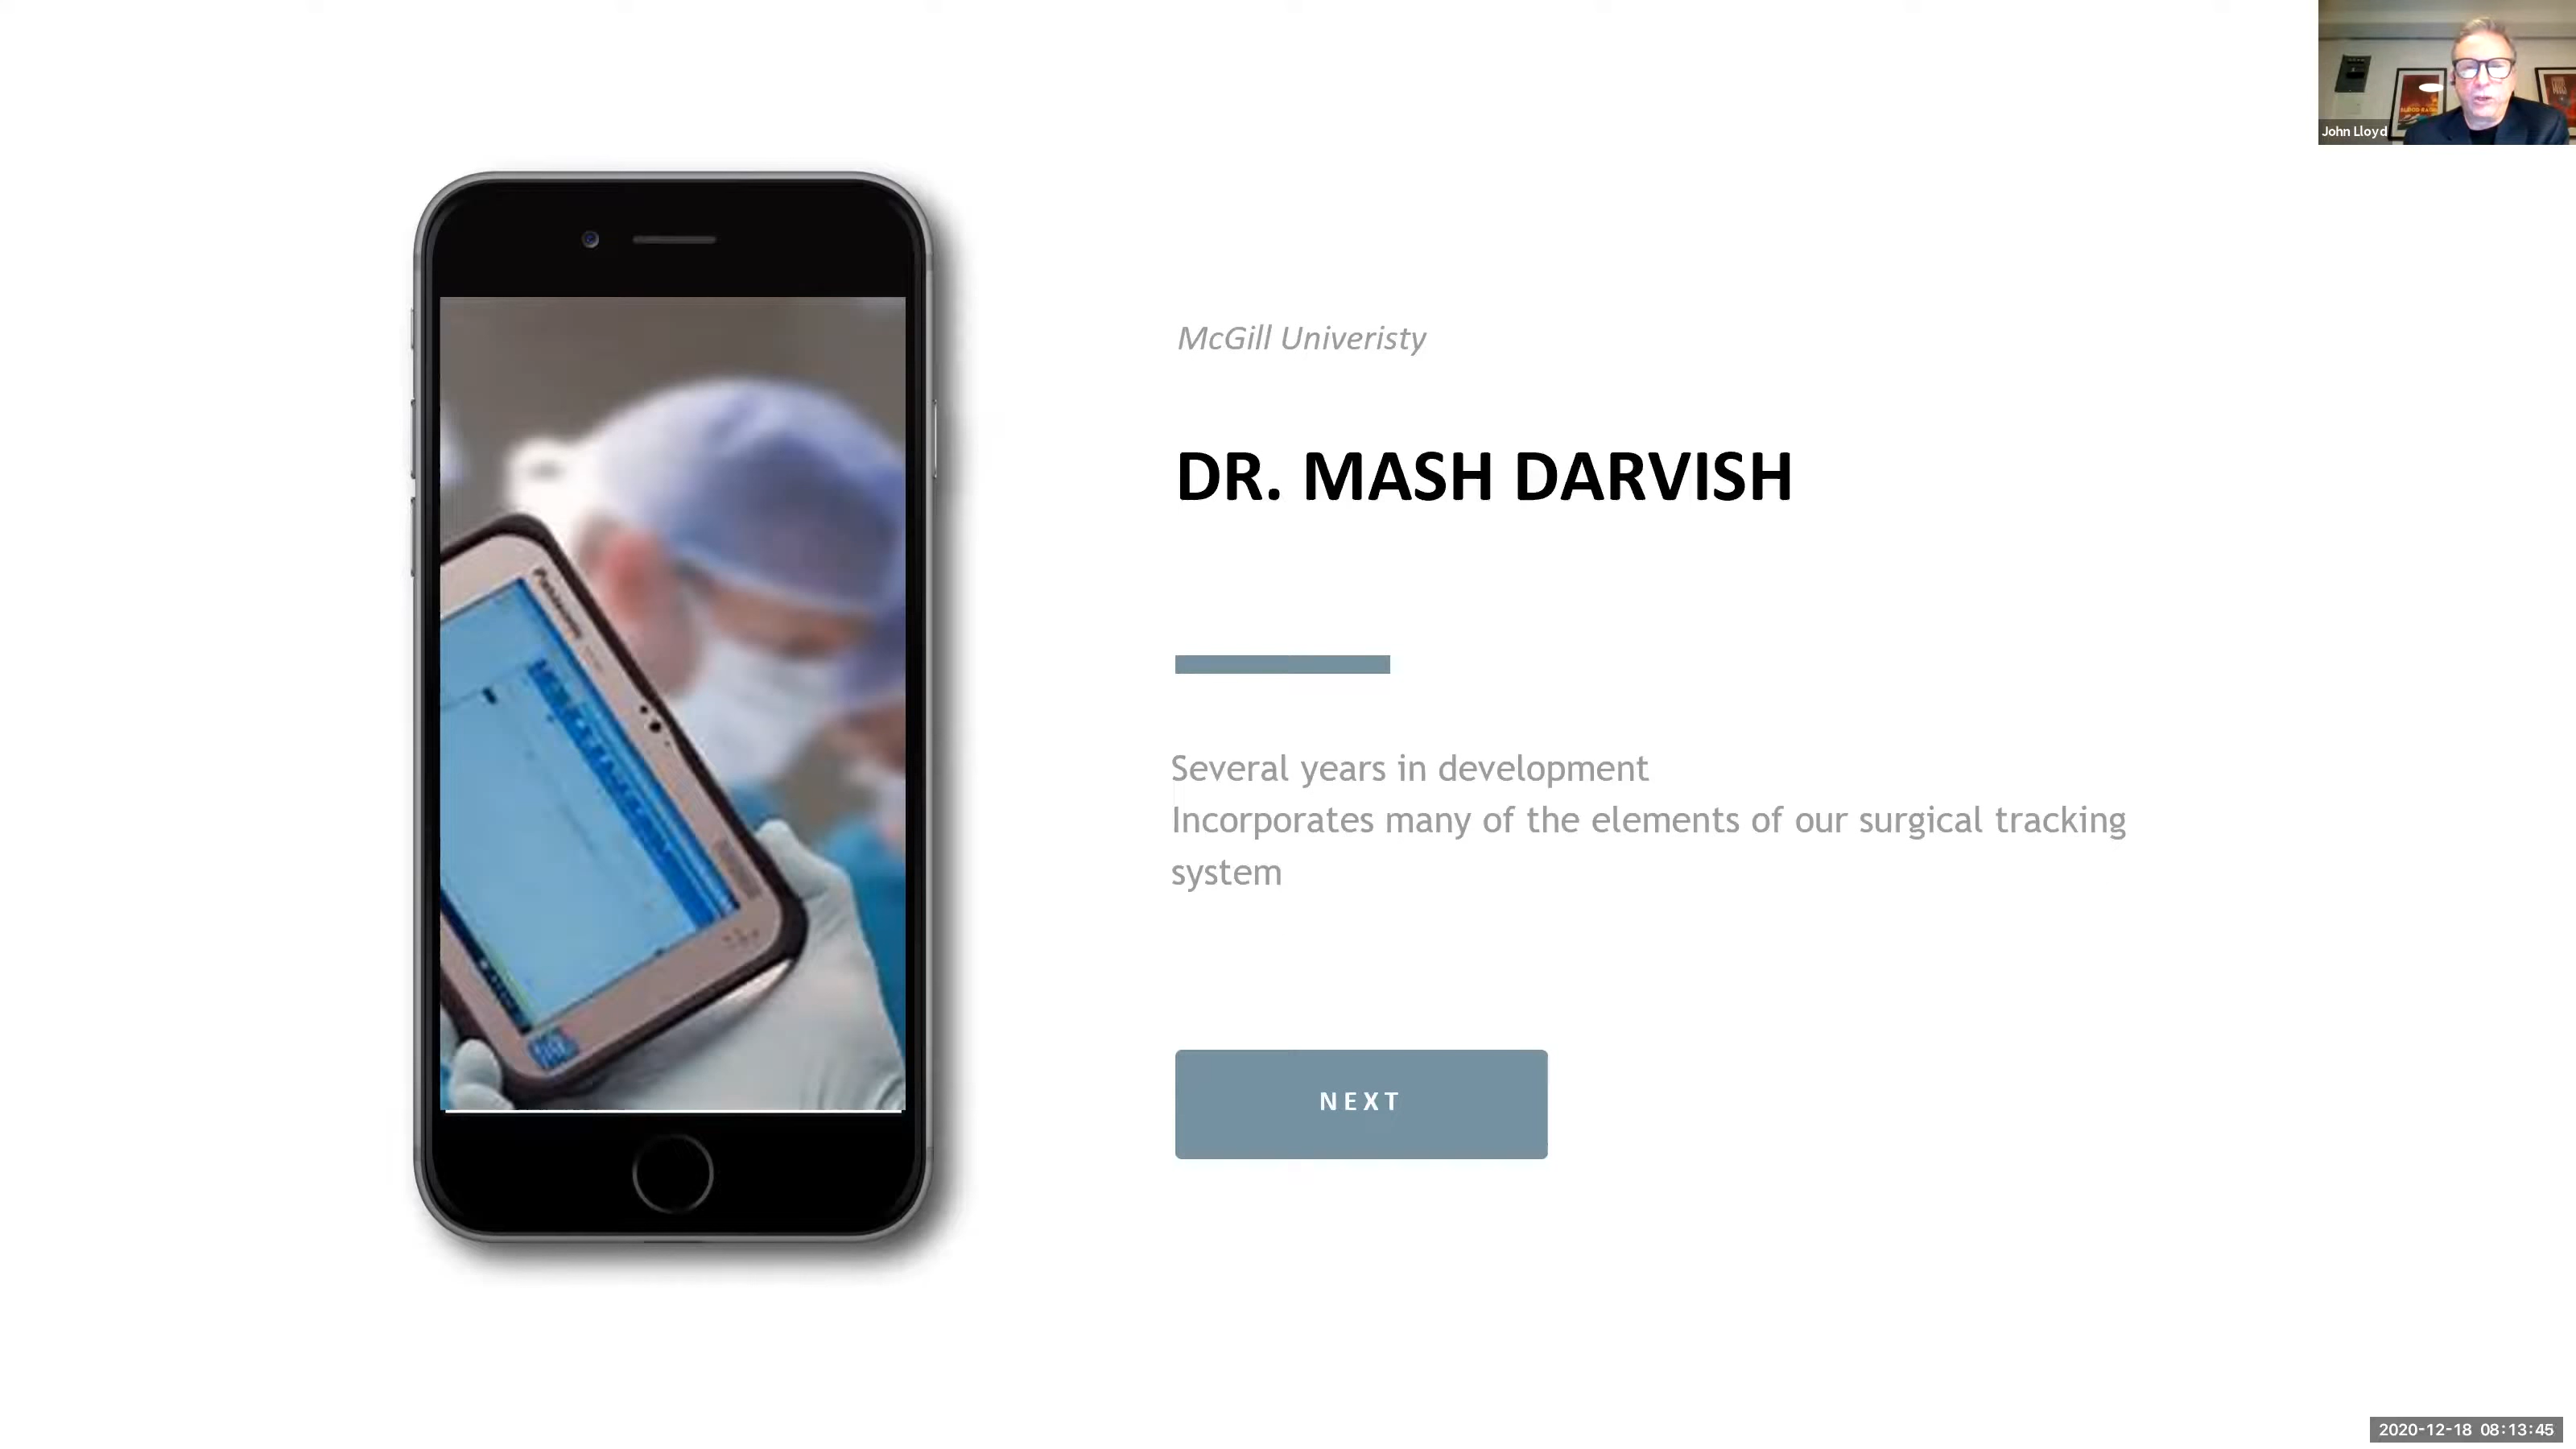 John Lloyd
McGill Univeristy
DR. MASH DARVISH
Several years in development
Incorporates many of the elements of our surgical tracking
system
NEXT
2020-12-18 08:13:45